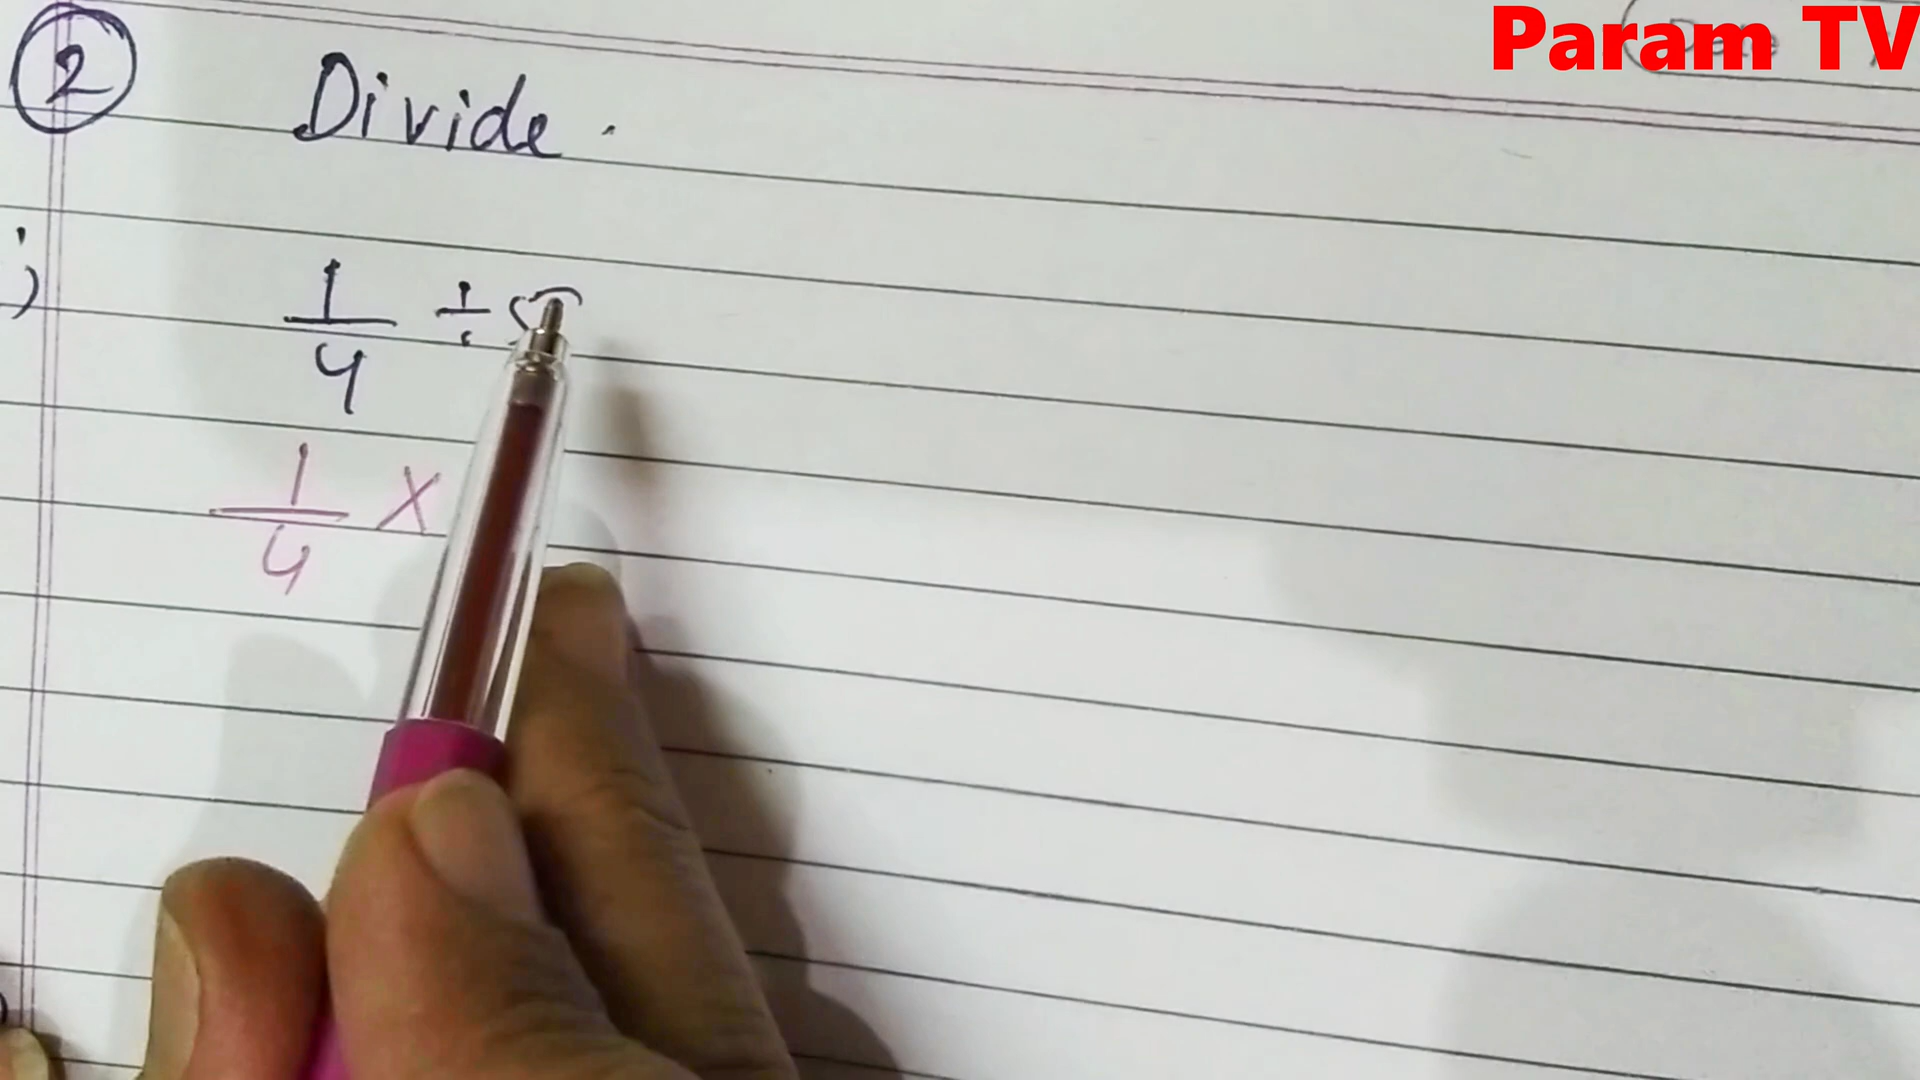 Param TV
2 Divide.
i) 1/4 ÷
1/4 ×